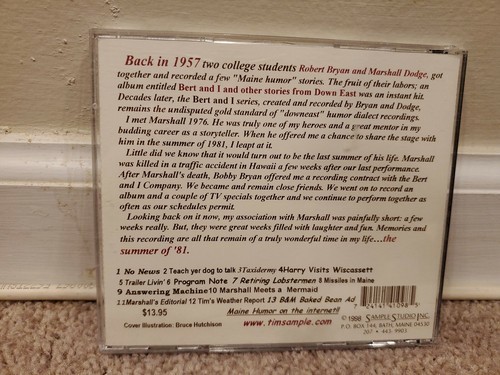 Back in 1957 two college students Robert Bryan and Marshall Dodge, got
together and recorded a few "Maine humor" stories. The fruit of their labors; an
album entitled Bert and I and other stories from Down East was an instant hit.
Decades later, the Bert and I series, created and recorded by Bryan and Dodge,
remains the undisputed gold standard of "downeast" humor dialect recordings.
I met Marshall 1976. He was truly one of my heroes and a great mentor in my
budding career as a storyteller. When he offered me a chance to share the stage with
him in the summer of 1981, I leapt at it.
Little did we know that it would turn out to be the last summer of his life. Marshall
was killed in a traffic accident in Hawaii a few weeks after our last performance.
After Marshall's death, Bobby Bryan offered me a recording contract with the Bert
and I Company. We became and remain close friends. We went on to record an
album and a couple of TV specials together and we continue to perform together as
often as our schedules permit.
Looking back on it now, my association with Marshall was painfully short: a few
weeks really. But, they were great weeks filled with laughter and fun. Memories and
this recording are all that remain of a truly wonderful time in my life...the
summer of '81.
1 No News 2 Teach yer dog to talk 3Taxidermy 4Harry Visits Wiscassett
5 Trailer Livin' 6 Program Note 7 Retiring Lobstermen 8 Missiles in Maine
9 Answering Machine 10 Marshall Meets a Mermaid
11 Marshall's Editorial 12 Tim's Weather Report 13 B&M Baked Bean Ad
$13.95 Maine Humor on the internet!!
Cover Illustration: Bruce Hutchison www.timsample.com
7 24141 41098 3
© 1998 SAMPLE STUDIO INC.
P.O. BOX 144, BATH, MAINE 04530
207 • 443.9903